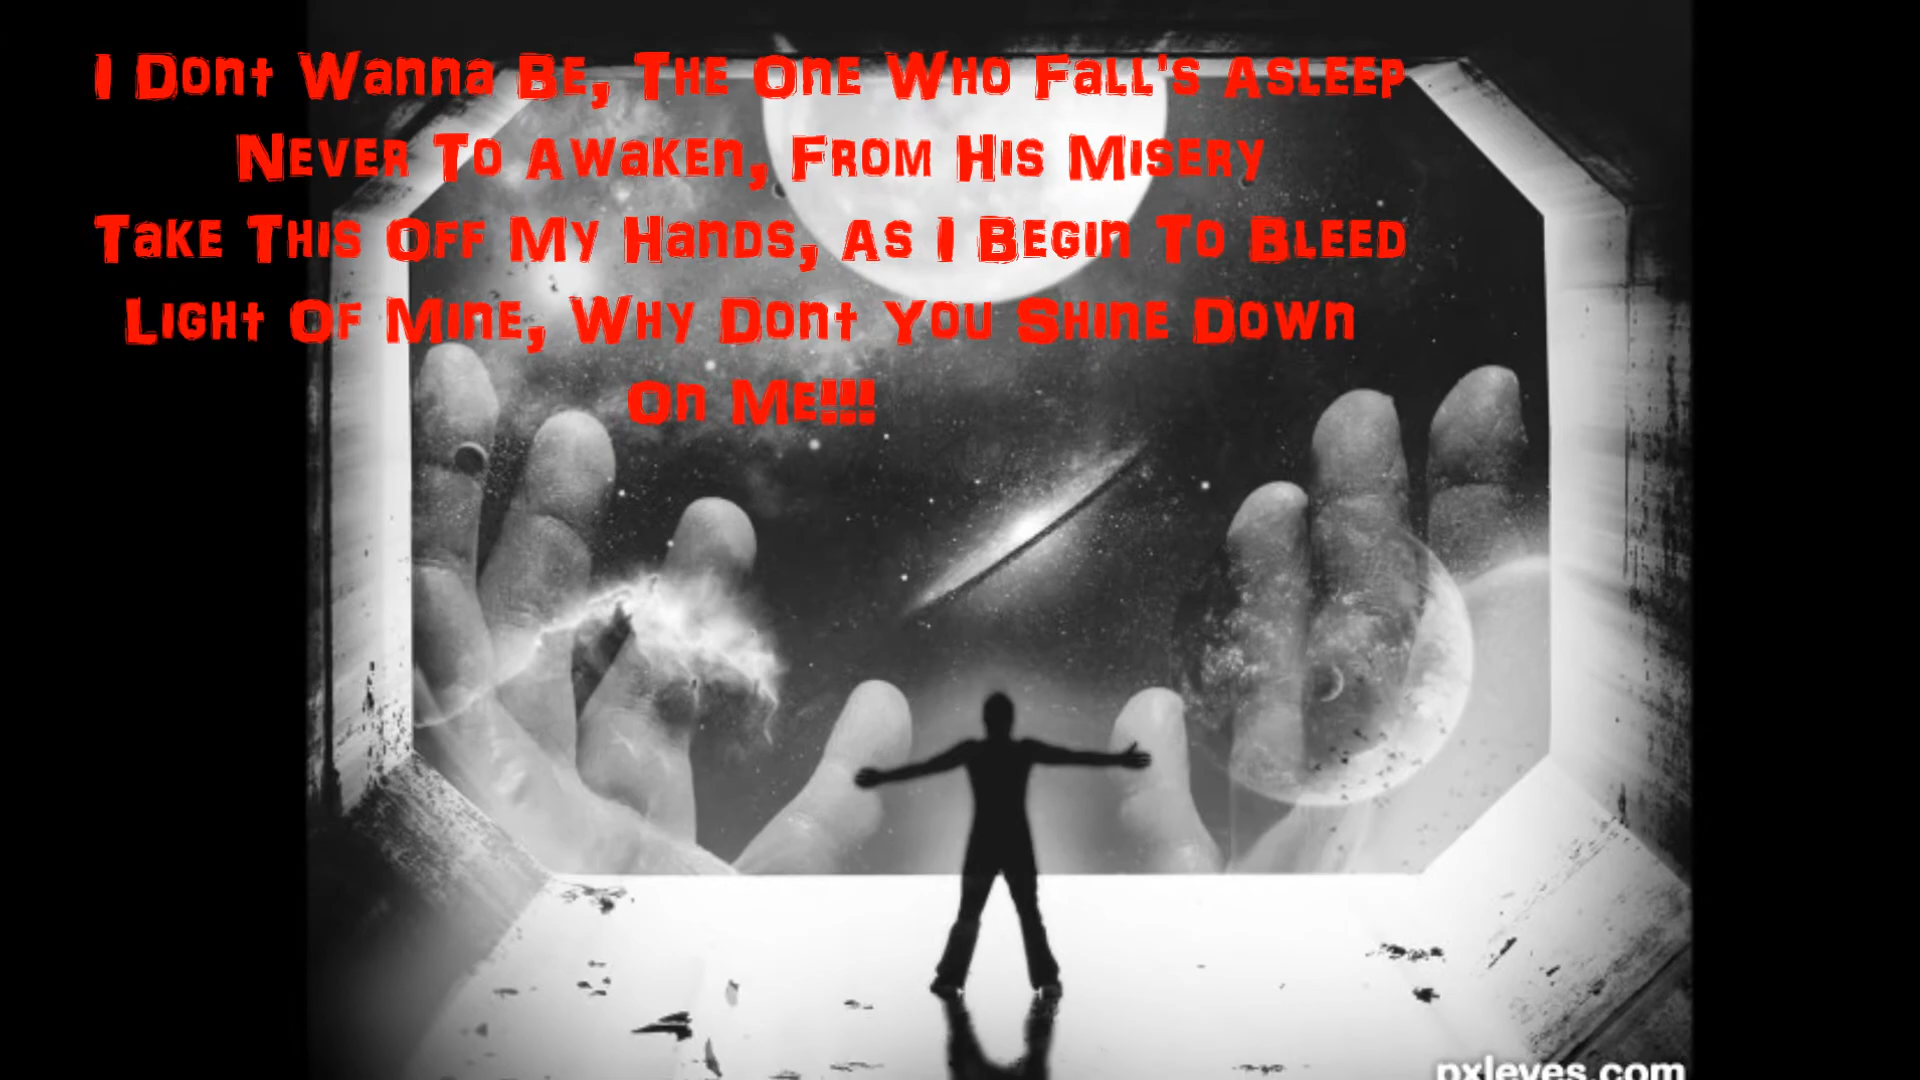 I Dont Wanna Be, The One Who Fall's Asleep
Never To Awaken, From His Misery
Take This Off My Hands, As I Begin To Bleed
Light Of Mine, Why Dont You Shine Down
On Me!!!
pxleyes.com